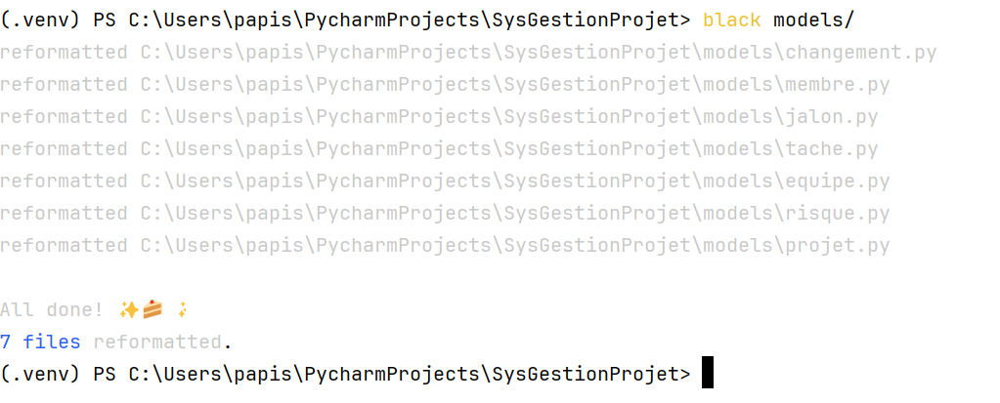 (.venv) PS C:\Users\papis\PycharmProjects\SysGestionProjet> black models/
reformatted C:\Users\papis\PycharmProjects\SysGestionProjet\models\changement.py
reformatted C:\Users\papis\PycharmProjects\SysGestionProjet\models\membre.py
reformatted C:\Users\papis\PycharmProjects\SysGestionProjet\models\jalon.py
reformatted C:\Users\papis\PycharmProjects\SysGestionProjet\models\tache.py
reformatted C:\Users\papis\PycharmProjects\SysGestionProjet\models\equipe.py
reformatted C:\Users\papis\PycharmProjects\SysGestionProjet\models\risque.py
reformatted C:\Users\papis\PycharmProjects\SysGestionProjet\models\projet.py
All done! ✨🍰 ✨
7 files reformatted.
(.venv) PS C:\Users\papis\PycharmProjects\SysGestionProjet>